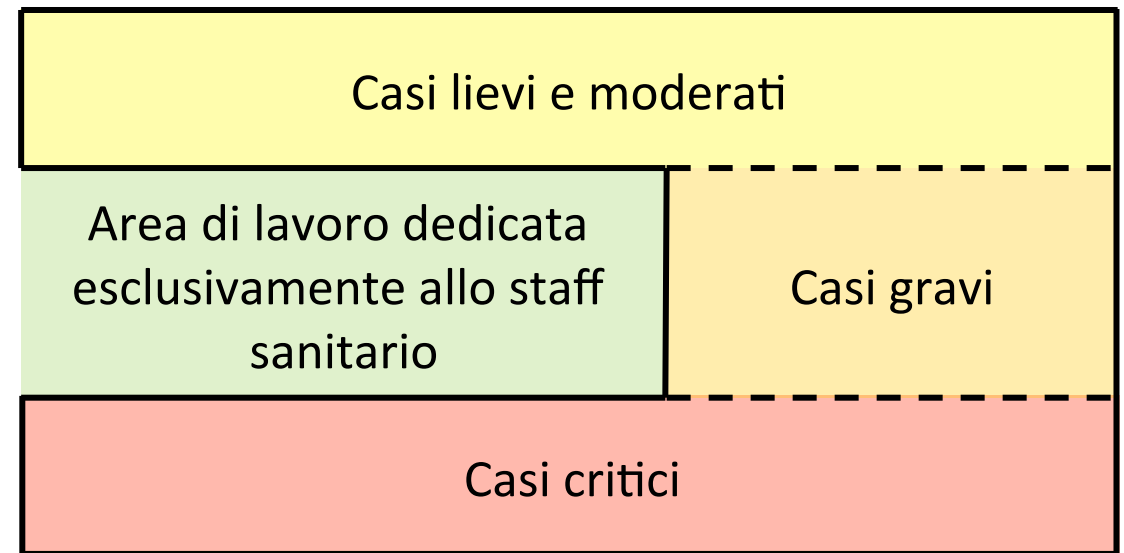 Casi lievi e moderati
Area di lavoro dedicata
esclusivamente allo staff
sanitario
Casi gravi
Casi critici